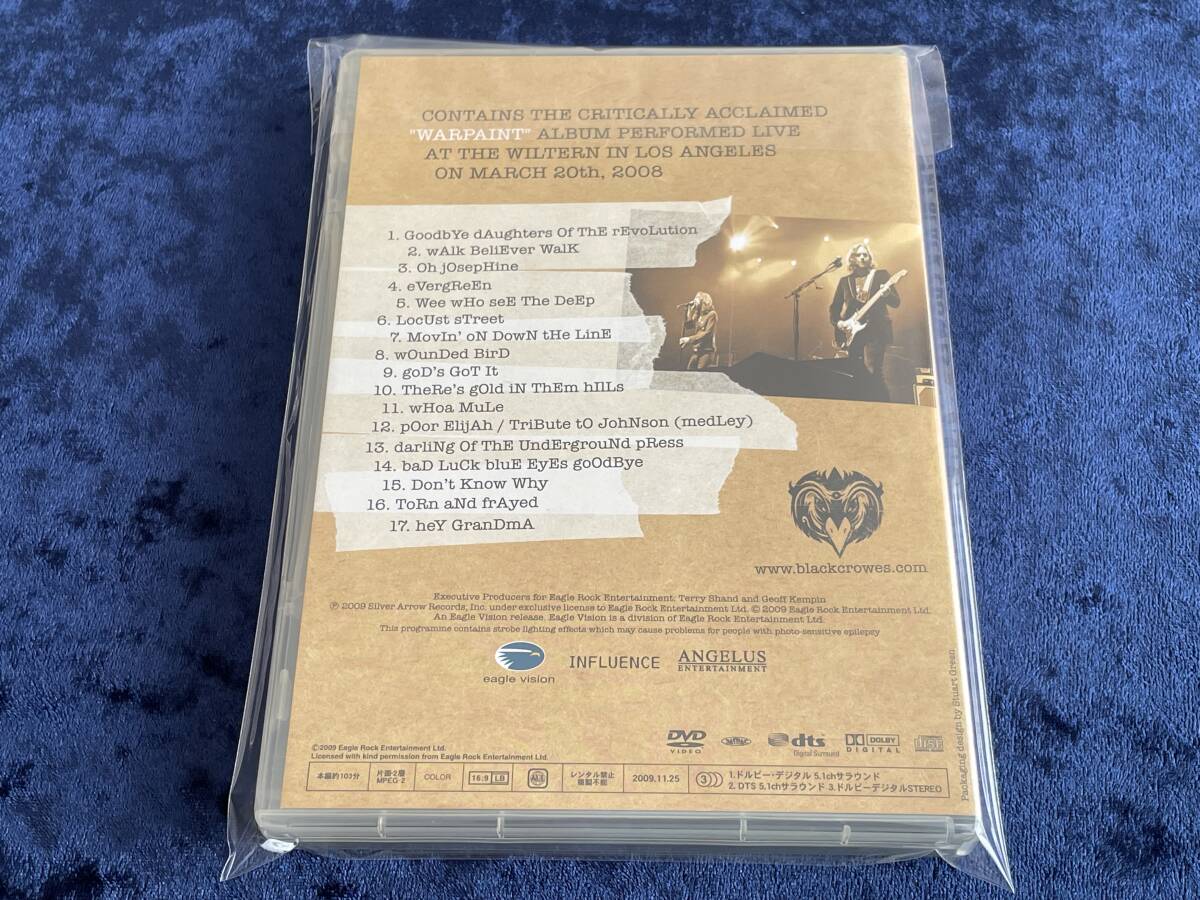 CONTAINS THE CRITICALLY ACCLAIMED
"WARPAINT" ALBUM PERFORMED LIVE
AT THE WILTERN IN LOS ANGELES
ON MARCH 20th, 2008
1. GoodbYe dAughters Of ThE rEvoLution
2. wAlk BeliEver WalK
3. Oh jOsepHine
4. eVergReEn
5. Wee wHo seE The DeEp
6. LocUst sTreet
7. MovIn' oN DowN tHe LinE
8. wOunDed BirD
9. goD's GoT It
10. TheRe's gOld iN ThEm hIlLs
11. wHoa MuLe
12. pOor ElijAh / TriBute tO JohNson (medLey)
13. darliNg Of ThE UndErgrouNd pRess
14. baD LuCk bluE EyEs goOdBye
15. Don't Know Why
16. ToRn aNd frAyed
17. heY GranDmA
www.blackcrowes.com
Executive Producers for Eagle Rock Entertainment: Terry Shand and Geoff Kempin
℗ 2009 Silver Arrow Records, Inc. under exclusive license to Eagle Rock Entertainment Ltd. © 2009 Eagle Rock Entertainment Ltd.
An Eagle Vision release. Eagle Vision is a division of Eagle Rock Entertainment Ltd.
This programme contains strobe lighting effects which may cause problems for people with photo-sensitive epilepsy
eagle vision
INFLUENCE
ANGELUS
ENTERTAINMENT
Packaging design by Stuart Green
DVD
VIDEO
dts
Digital Surround
DOLBY
DIGITAL
©2009 Eagle Rock Entertainment Ltd.
Licensed with kind permission from Eagle Rock Entertainment Ltd.
本編約103分
片面・2層
MPEG-2
COLOR
16:9 LB
ALL
レンタル禁止
複製不能
2009.11.25
3
1.ドルビー・デジタル 5.1chサラウンド
2. DTS 5.1chサラウンド 3.ドルビーデジタルSTEREO